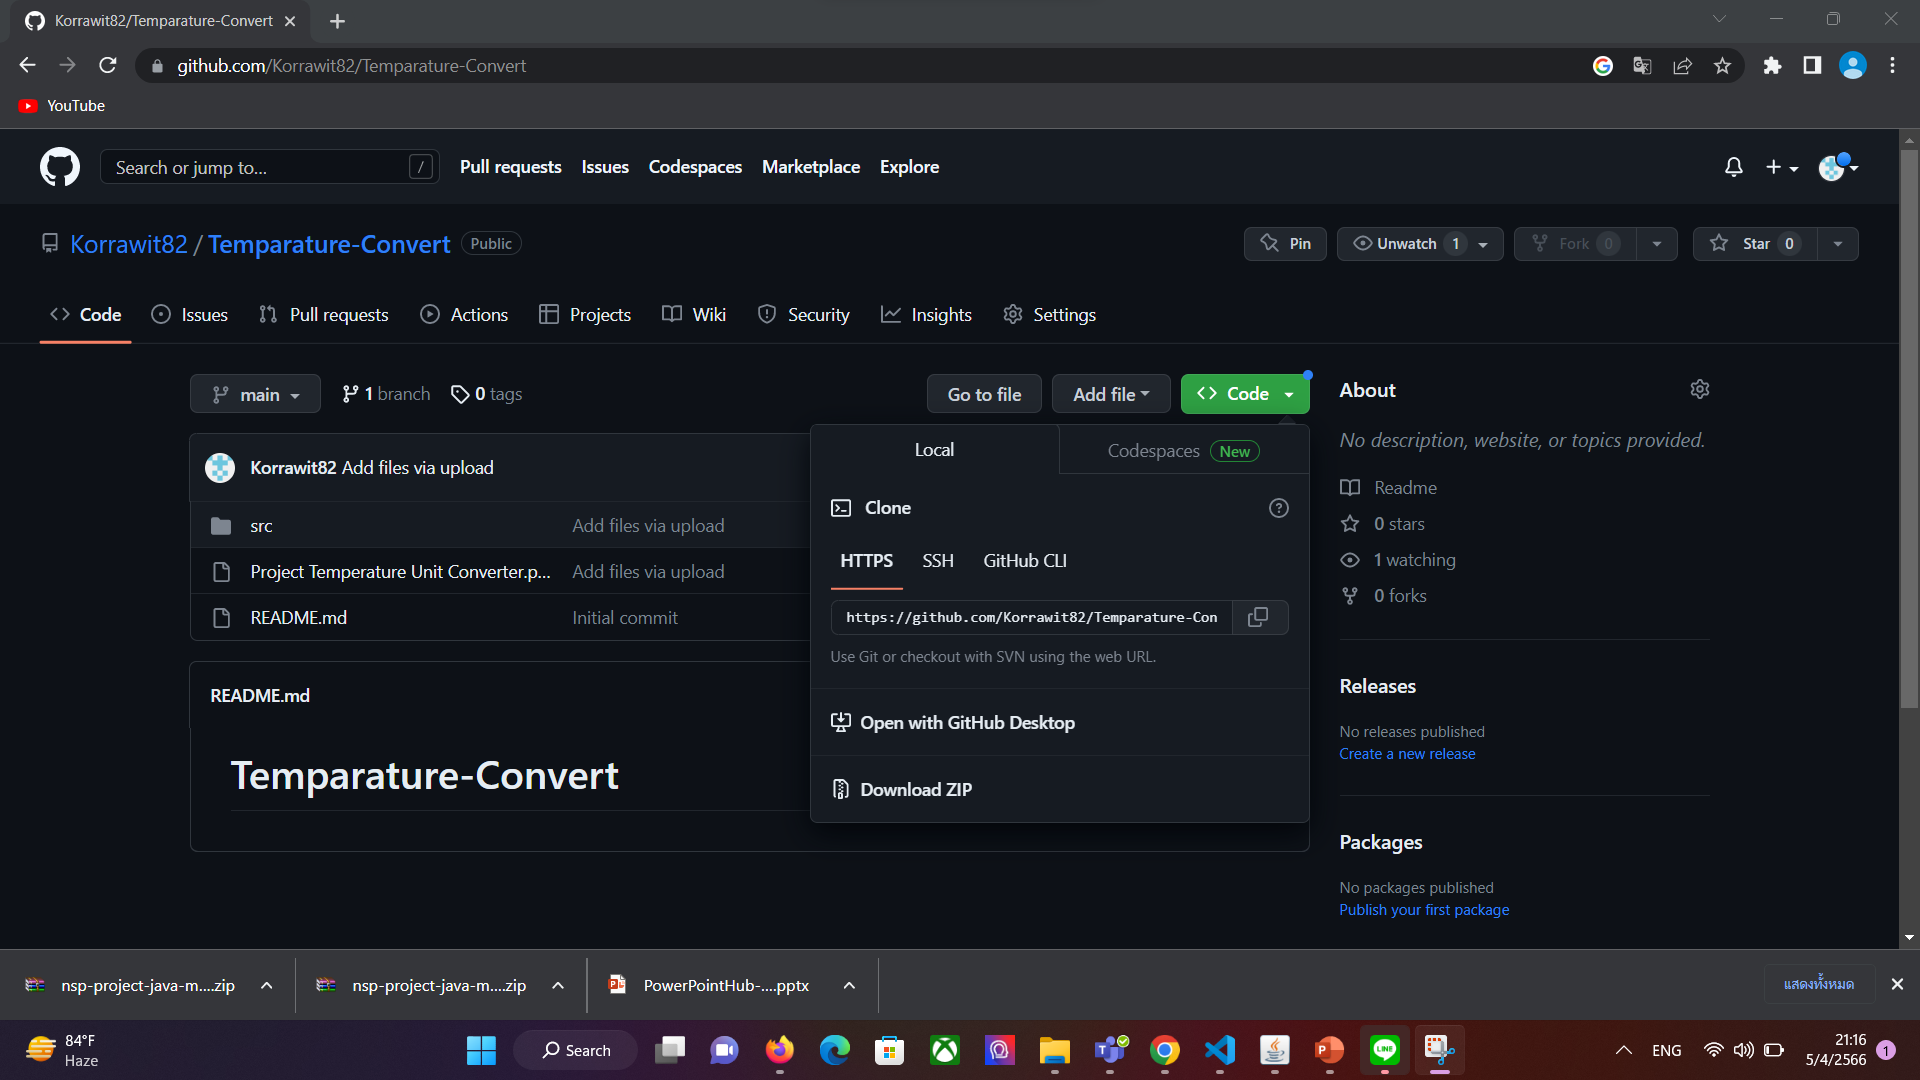 Korrawit82/Temparature-Convert
github.com/Korrawit82/Temparature-Convert
YouTube
Search or jump to... /
Pull requests Issues Codespaces Marketplace Explore
Korrawit82 / Temparature-Convert Public
Pin Unwatch 1 Fork 0 Star 0
Code Issues Pull requests Actions Projects Wiki Security Insights Settings
main 1 branch 0 tags Go to file Add file Code
Korrawit82 Add files via upload
src Add files via upload
Project Temperature Unit Converter.p... Add files via upload
README.md Initial commit
README.md
Temparature-Convert
Local Codespaces New
Clone
HTTPS SSH GitHub CLI
https://github.com/Korrawit82/Temparature-Con
Use Git or checkout with SVN using the web URL.
Open with GitHub Desktop
Download ZIP
About
No description, website, or topics provided.
Readme
0 stars
1 watching
0 forks
Releases
No releases published
Create a new release
Packages
No packages published
Publish your first package
nsp-project-java-m....zip nsp-project-java-m....zip PowerPointHub-....pptx แสดงทั้งหมด
84°F
Haze
Search
LINE
ENG
21:16
5/4/2566 1